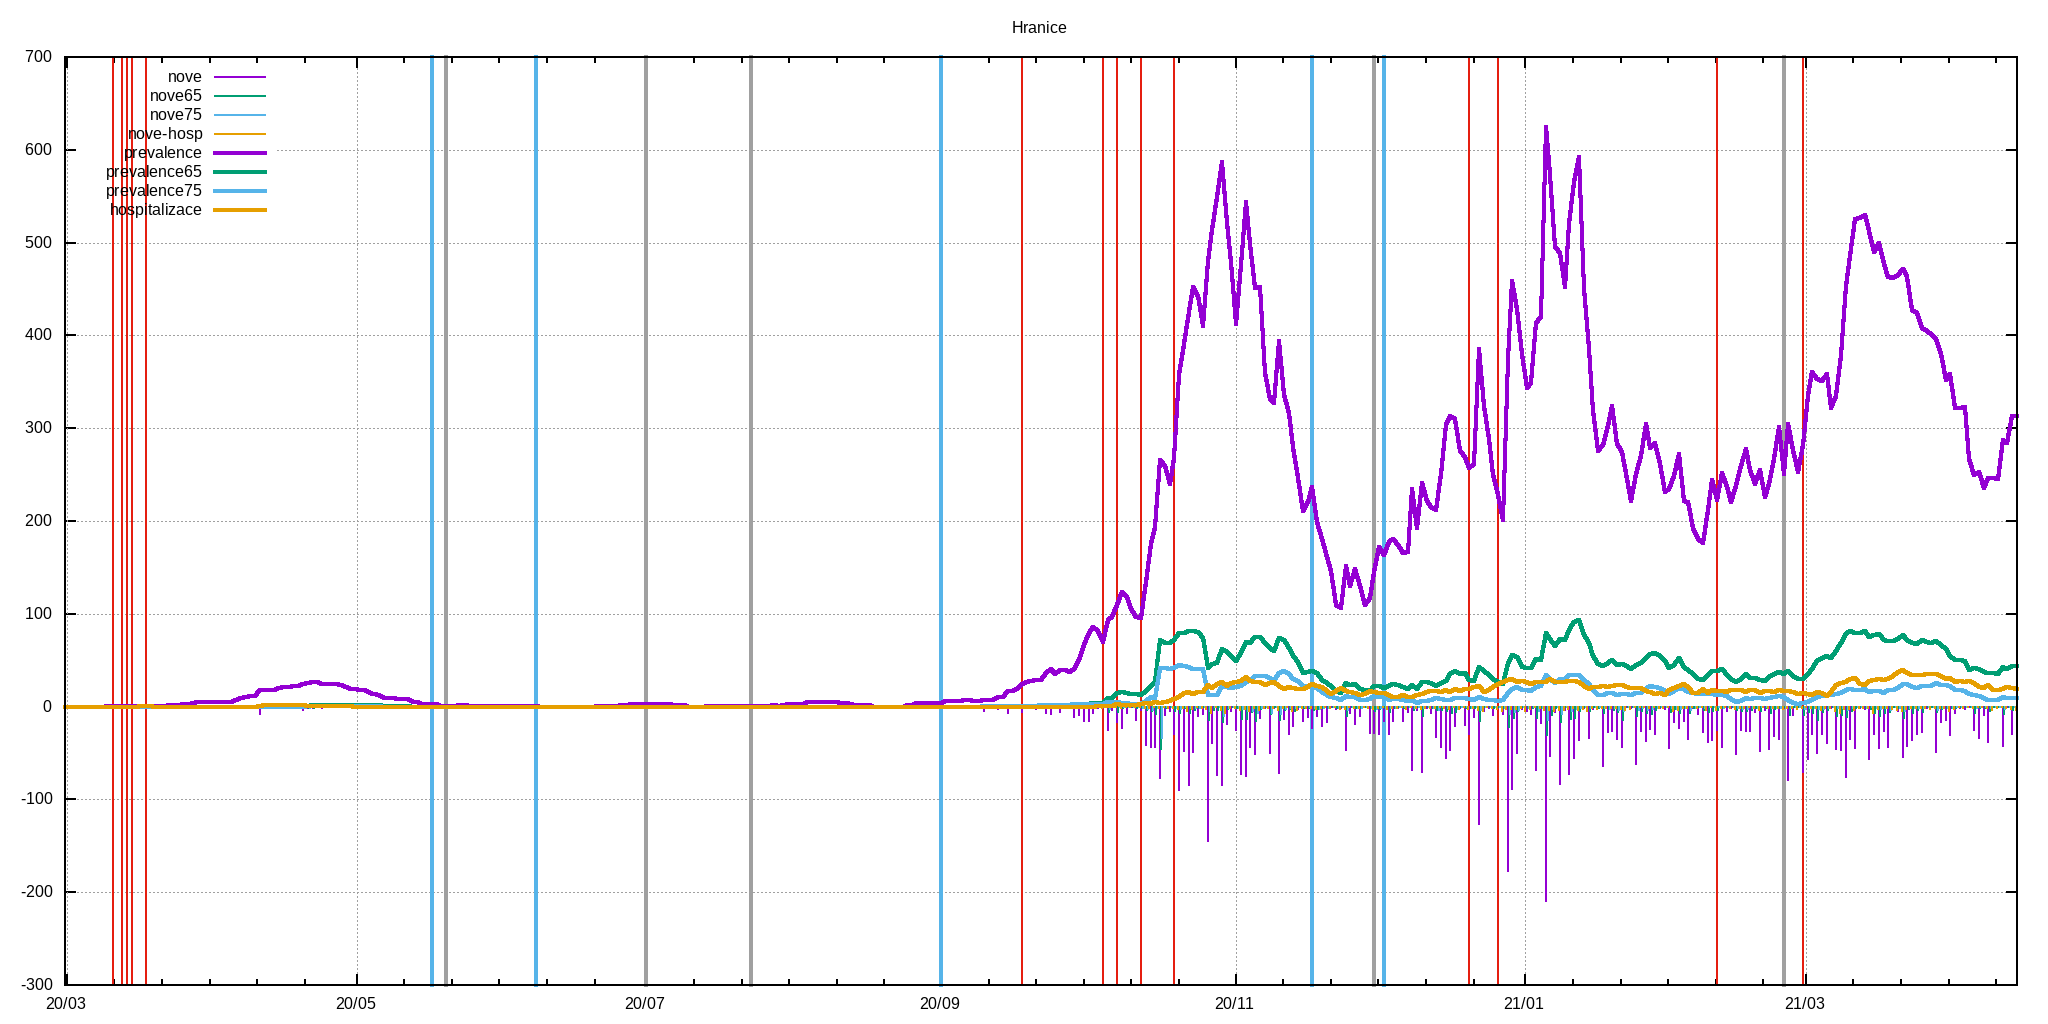 Hranice
700
600
500
400
300
200
100
0
-100
-200
-300
nove
nove65
nove75
nove-hosp
prevalence
prevalence65
prevalence75
hospitalizace
20/03 20/05 20/07 20/09 20/11 21/01 21/03